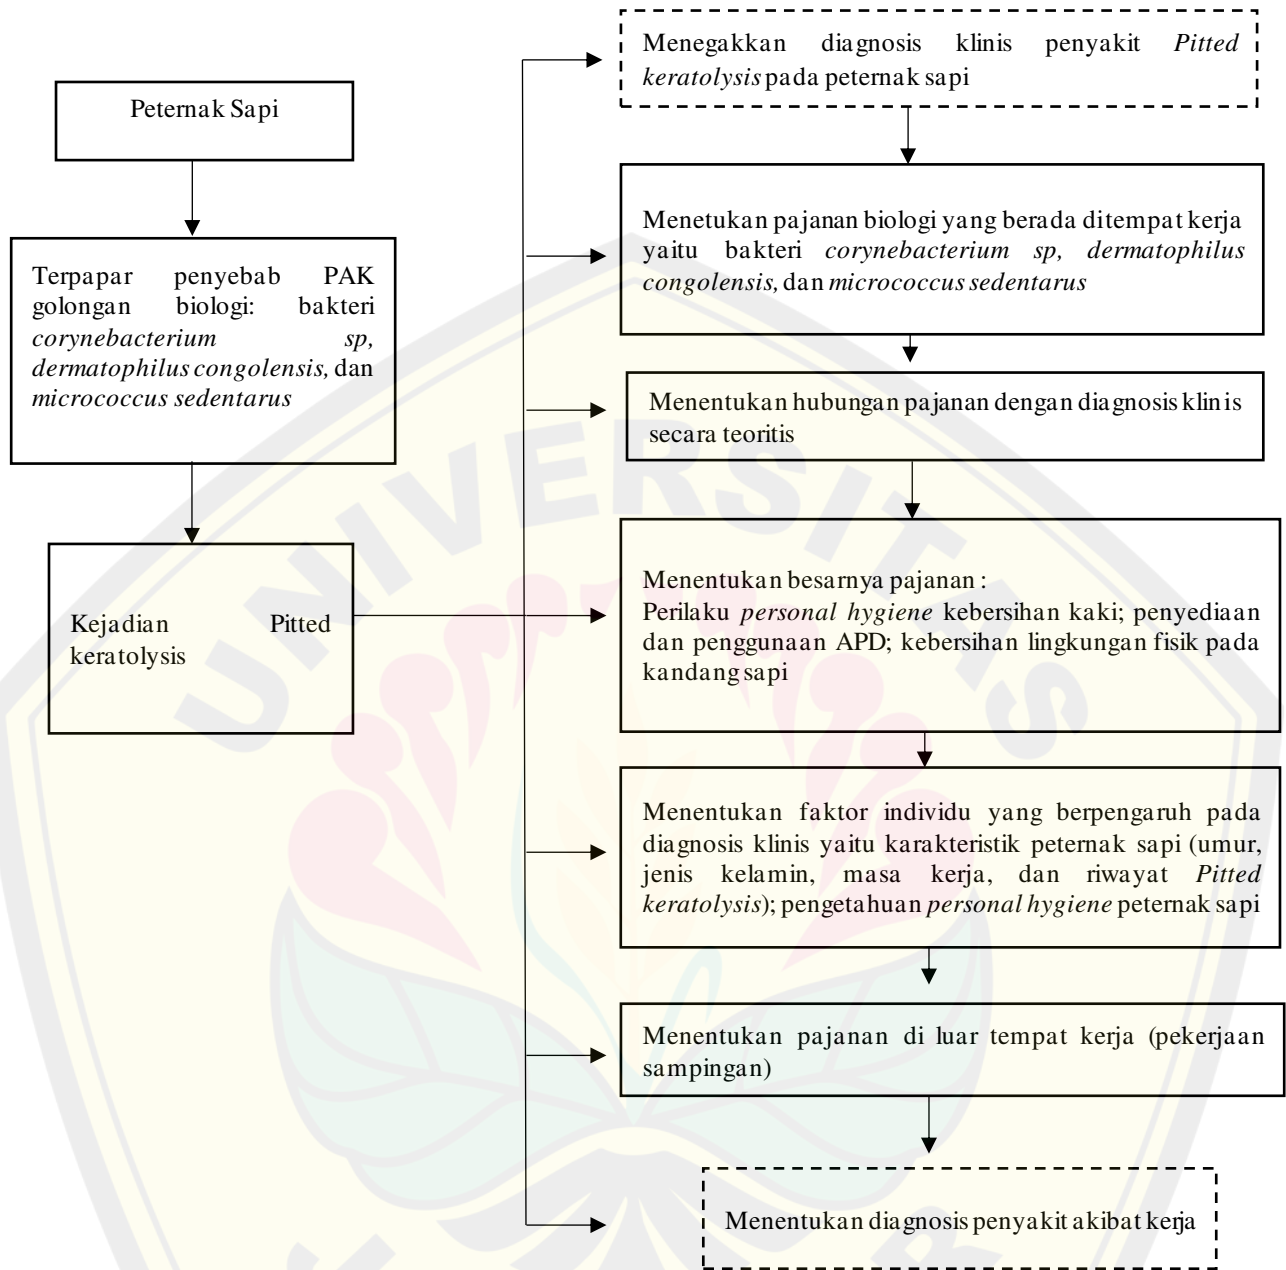 Peternak Sapi
Terpapar penyebab PAK
golongan biologi: bakteri
corynebacterium sp,
dermatophilus congolensis, dan
micrococcus sedentarus
Kejadian Pitted
keratolysis
Menegakkan diagnosis klinis penyakit Pitted
keratolysis pada peternak sapi
Menetukan pajanan biologi yang berada ditempat kerja
yaitu bakteri corynebacterium sp, dermatophilus
congolensis, dan micrococcus sedentarus
Menentukan hubungan pajanan dengan diagnosis klinis
secara teoritis
Menentukan besarnya pajanan :
Perilaku personal hygiene kebersihan kaki; penyediaan
dan penggunaan APD; kebersihan lingkungan fisik pada
kandang sapi
Menentukan faktor individu yang berpengaruh pada
diagnosis klinis yaitu karakteristik peternak sapi (umur,
jenis kelamin, masa kerja, dan riwayat Pitted
keratolysis); pengetahuan personal hygiene peternak sapi
Menentukan pajanan di luar tempat kerja (pekerjaan
sampingan)
Menentukan diagnosis penyakit akibat kerja
UNIVERSITAS